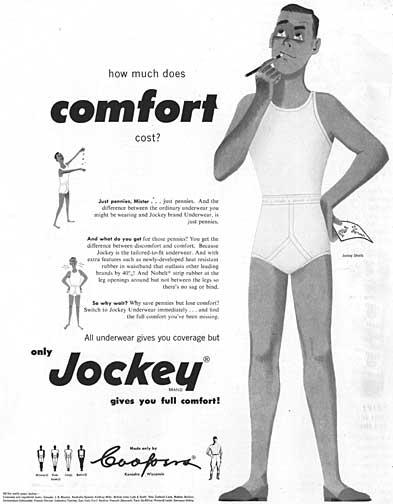 how much does
comfort
cost?
Just pennies, Mister . . . just pennies. And the
difference between the ordinary underwear you
might be wearing and Jockey brand Underwear, is
just pennies.
And what do you get for those pennies? You get the
difference between discomfort and comfort. Because
Jockey is the tailored-to-fit underwear. And with
extra features such as newly-developed heat resistant
rubber in waistband that outlasts other leading
brands by 40%! And Nobelt® strip rubber at the
leg openings around but not between the legs so
there's no sag or bind.
So why wait? Why save pennies but lose comfort?
Switch to Jockey Underwear immediately . . . and find
the full comfort you've been missing.
All underwear gives you coverage but
only
Jockey®
BRAND
gives you full comfort!
Made only by
Coopers
Kenosha, Wisconsin